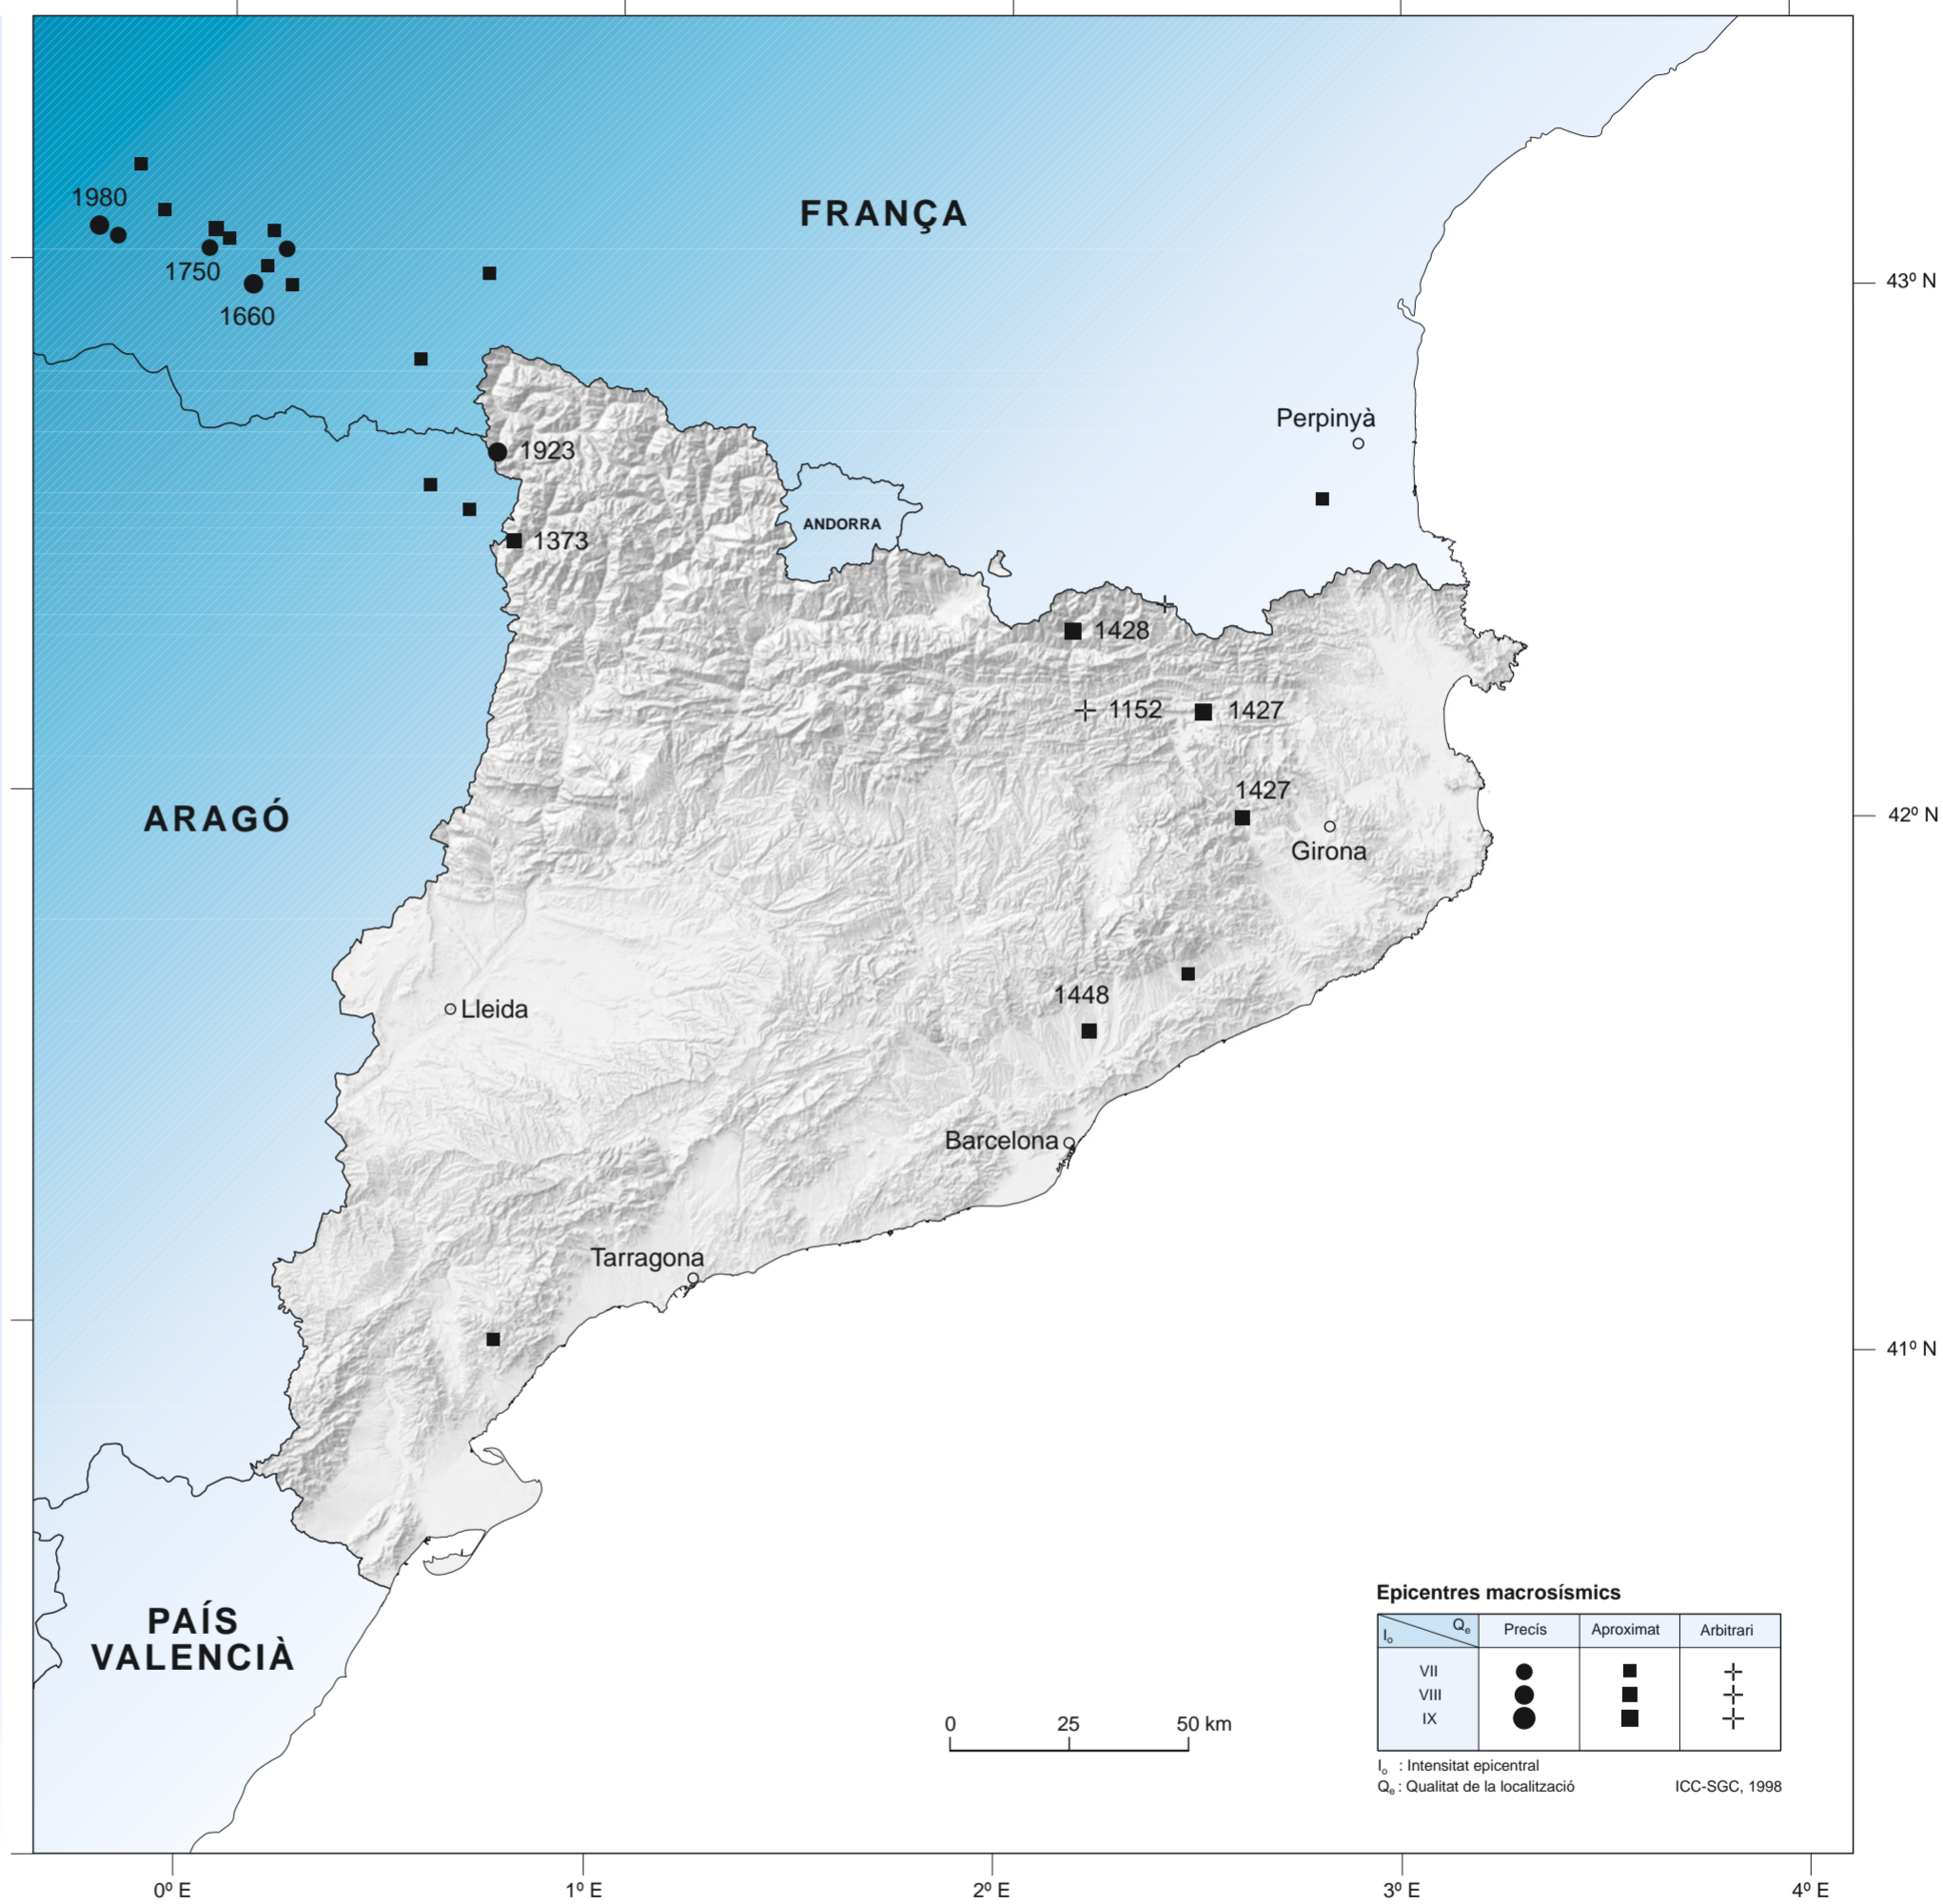 1980
FRANÇA
1750
1660
43º N
Perpinyà
1923
ANDORRA
1373
1428
1152
1427
1427
ARAGÓ
42º N
Girona
1448
Lleida
Barcelona
Tarragona
41º N
PAÍS
VALENCIÀ
Epicentres macrosísmics
Iₒ Qₑ Precís Aproximat Arbitrari
VII
VIII
IX
0 25 50 km
Iₒ : Intensitat epicentral
Qₑ : Qualitat de la localització ICC-SGC, 1998
0º E 1º E 2º E 3º E 4º E